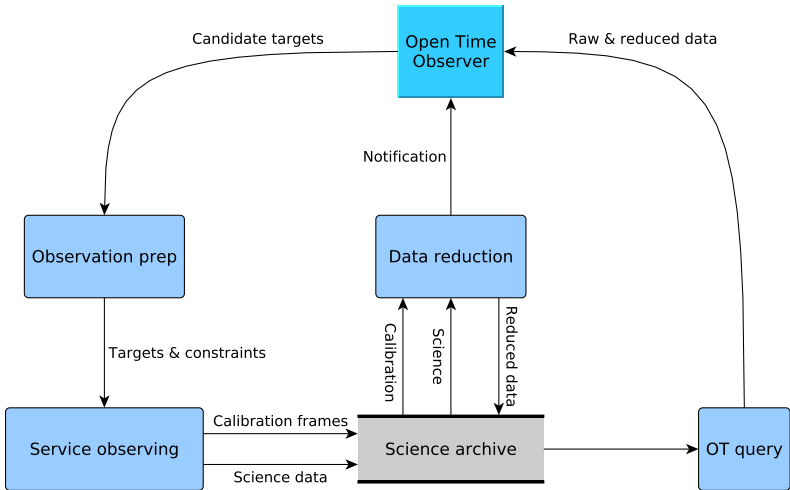 Candidate targets
Open Time
Observer
Raw & reduced data
Notification
Observation prep
Data reduction
Targets & constraints
Calibration
Science
Reduced data
Service observing
Calibration frames
Science data
Science archive
OT query